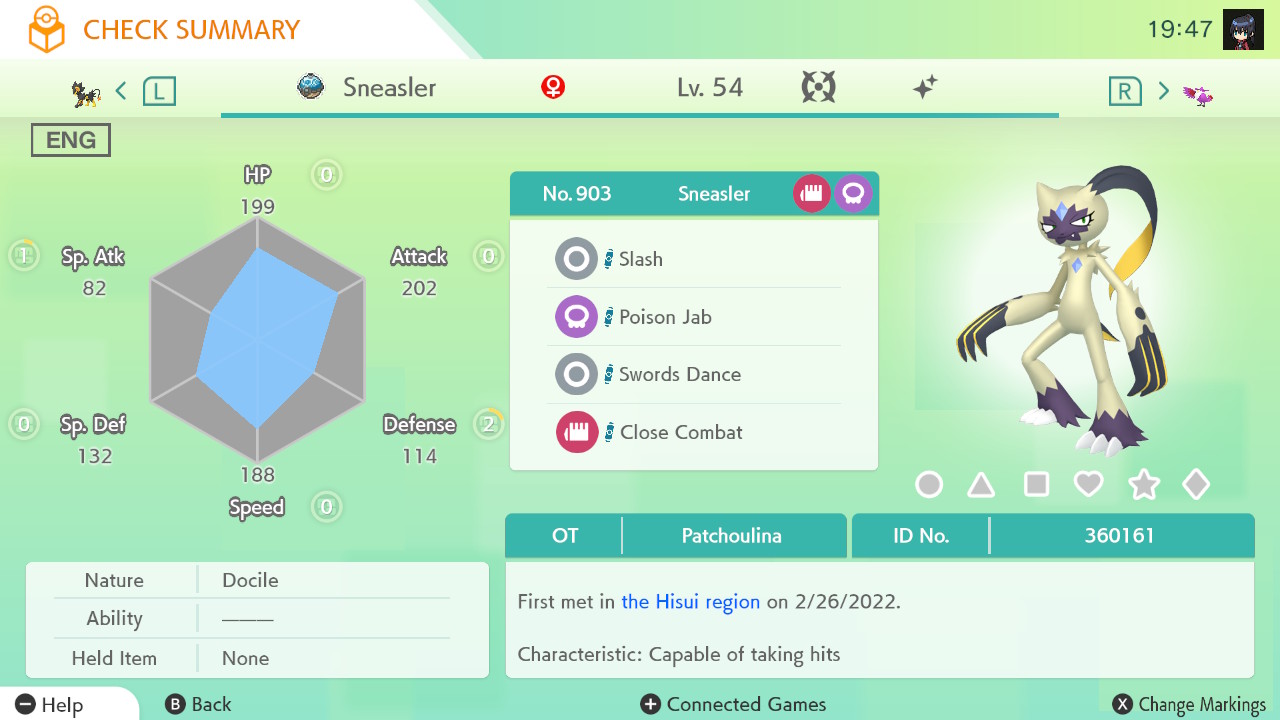 CHECK SUMMARY
19:47
L
Sneasler
Lv. 54
R
ENG
HP
0
199
1
Sp. Atk
82
Attack
0
202
0
Sp. Def
132
Defense
2
114
188
Speed
0
No. 903 Sneasler
Slash
Poison Jab
Swords Dance
Close Combat
OT Patchoulina ID No. 360161
Nature Docile
Ability ———
Held Item None
First met in the Hisui region on 2/26/2022.
Characteristic: Capable of taking hits
Help
B Back
Connected Games
X Change Markings